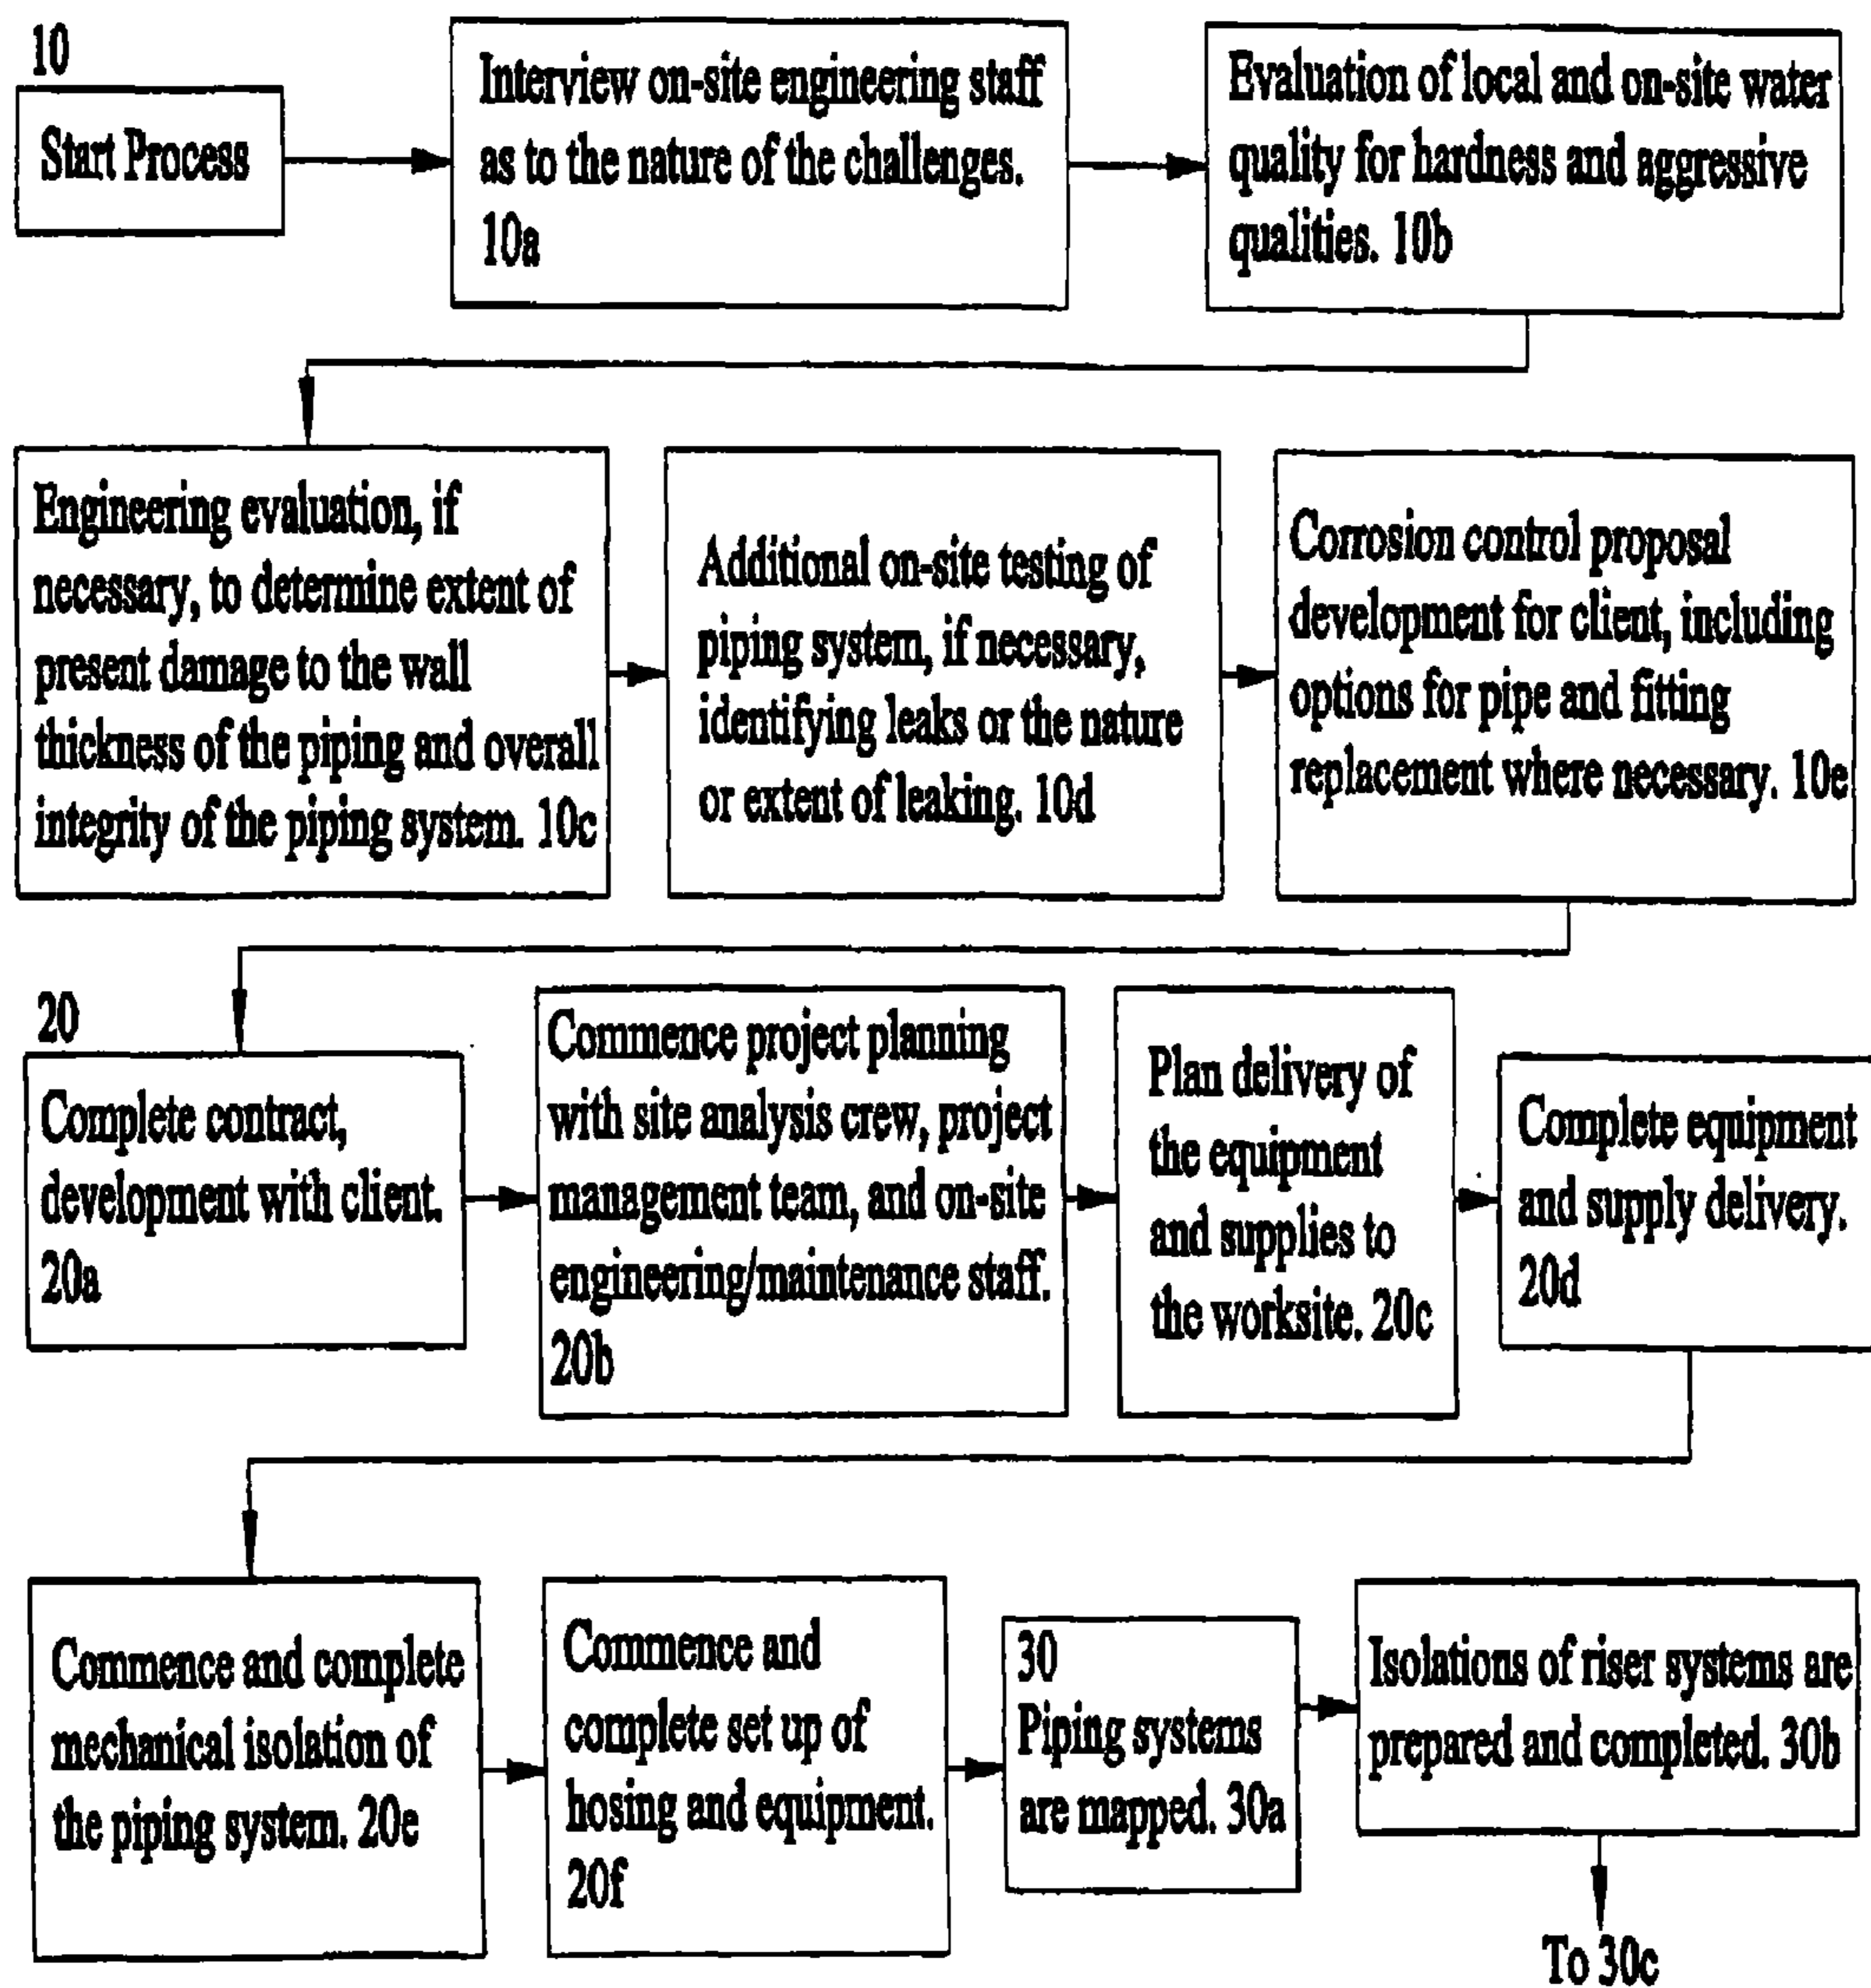 10
Start Process
Interview on-site engineering staff
as to the nature of the challenges.
10a
Evaluation of local and on-site water
quality for hardness and aggressive
qualities. 10b
Engineering evaluation, if
necessary, to determine extent of
present damage to the wall
thickness of the piping and overall
integrity of the piping system. 10c
Additional on-site testing of
piping system, if necessary,
identifying leaks or the nature
or extent of leaking. 10d
Corrosion control proposal
development for client, including
options for pipe and fitting
replacement where necessary. 10e
20
Complete contract,
development with client.
20a
Commence project planning
with site analysis crew, project
management team, and on-site
engineering/maintenance staff.
20b
Plan delivery of
the equipment
and supplies to
the worksite. 20c
Complete equipment
and supply delivery.
20d
Commence and complete
mechanical isolation of
the piping system. 20e
Commence and
complete set up of
hosing and equipment.
20f
30
Piping systems
are mapped. 30a
Isolations of riser systems are
prepared and completed. 30b
To 30c